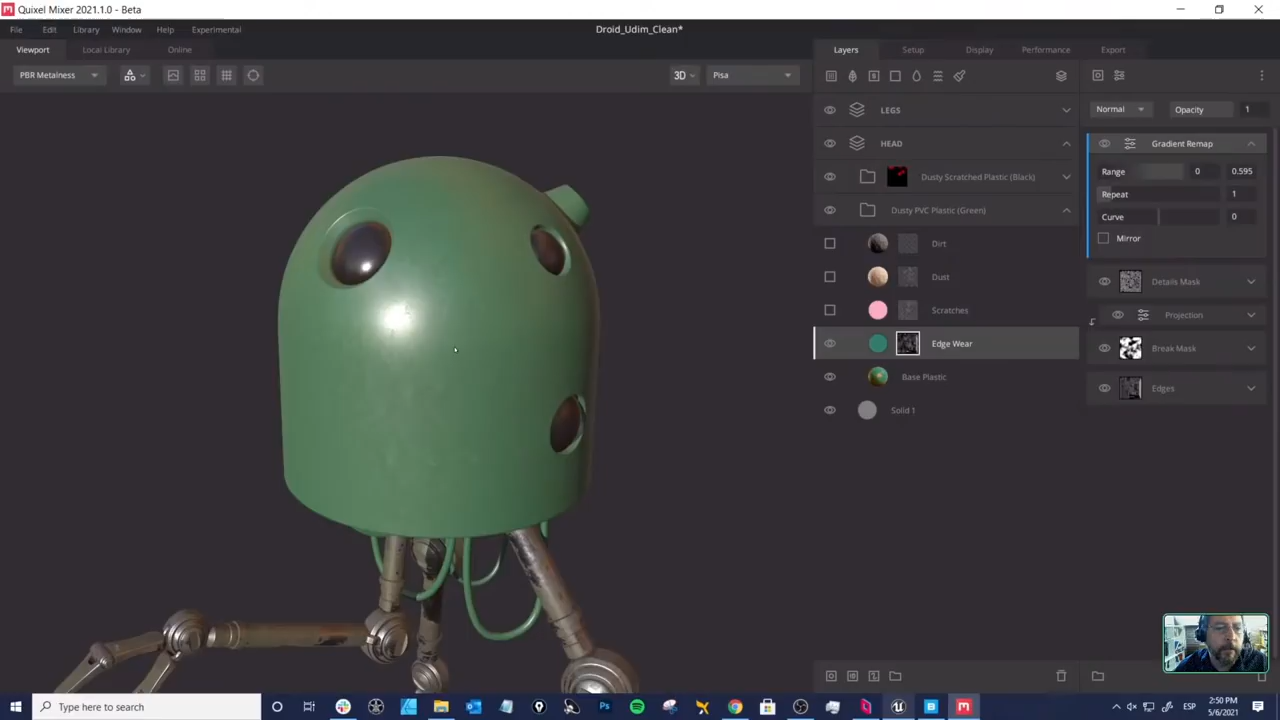 Quixel Mixer 2021.1.0 - Beta
File Edit Library Window Help Experimental
Droid_Udim_Clean*
Viewport Local Library Online
Layers Setup Display Performance Export
PBR Metalness
3D Pisa
LEGS
HEAD
Dusty Scratched Plastic (Black)
Dusty PVC Plastic (Green)
Dirt
Dust
Scratches
Edge Wear
Base Plastic
Solid 1
Normal Opacity 1
Gradient Remap
Range 0 0.595
Repeat 1
Curve 0
Mirror
Details Mask
Projection
Break Mask
Edges
Type here to search
ESP
2:50 PM
5/6/2021